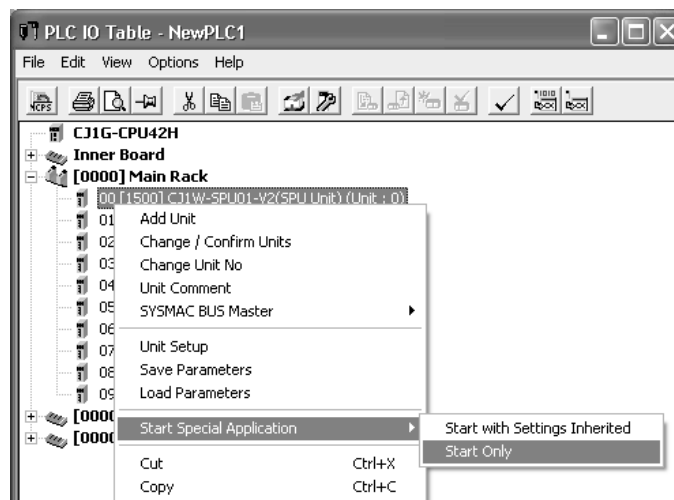 PLC IO Table - NewPLC1
File Edit View Options Help
CJ1G-CPU42H
Inner Board
[0000] Main Rack
00 [1500] CJ1W-SPU01-V2(SPU Unit) (Unit : 0)
01 Add Unit
02 Change / Confirm Units
03 Change Unit No
04 Unit Comment
05 SYSMAC BUS Master
06
07 Unit Setup
08 Save Parameters
09 Load Parameters
[0000 Start Special Application Start with Settings Inherited
[0000 Start Only
Cut Ctrl+X
Copy Ctrl+C